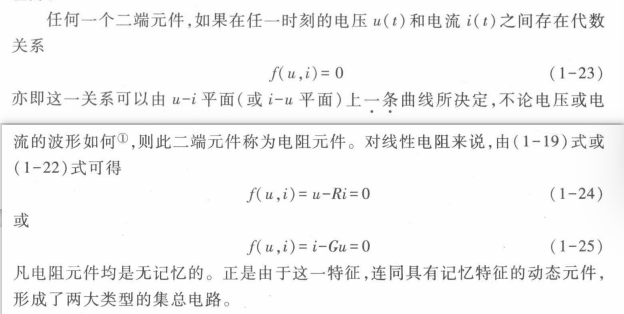 任何一个二端元件,如果在任一时刻的电压 u(t)和电流 i(t)之间存在代数
关系
f(u,i)=0 (1-23)
亦即这一关系可以由 u-i 平面(或 i-u 平面)上一条曲线所决定,不论电压或电
流的波形如何①,则此二端元件称为电阻元件。对线性电阻来说,由(1-19)式或
(1-22)式可得
f(u,i)=u-Ri=0 (1-24)
或
f(u,i)=i-Gu=0 (1-25)
凡电阻元件均是无记忆的。正是由于这一特征,连同具有记忆特征的动态元件,
形成了两大类型的集总电路。